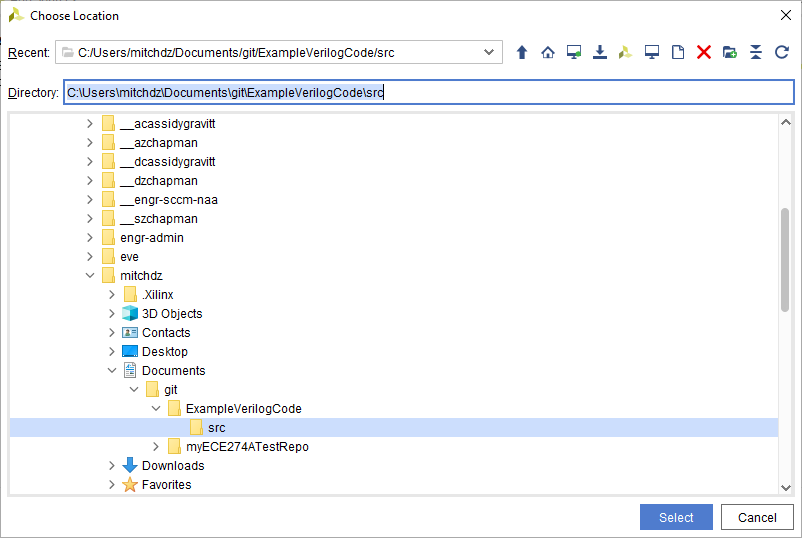 Choose Location
Recent: C:/Users/mitchdz/Documents/git/ExampleVerilogCode/src
Directory: C:\Users\mitchdz\Documents\git\ExampleVerilogCode\src
__acassidygravitt
__azchapman
__dcassidygravitt
__dzchapman
__engr-sccm-naa
__szchapman
engr-admin
eve
mitchdz
.Xilinx
3D Objects
Contacts
Desktop
Documents
git
ExampleVerilogCode
src
myECE274ATestRepo
Downloads
Favorites
Select Cancel